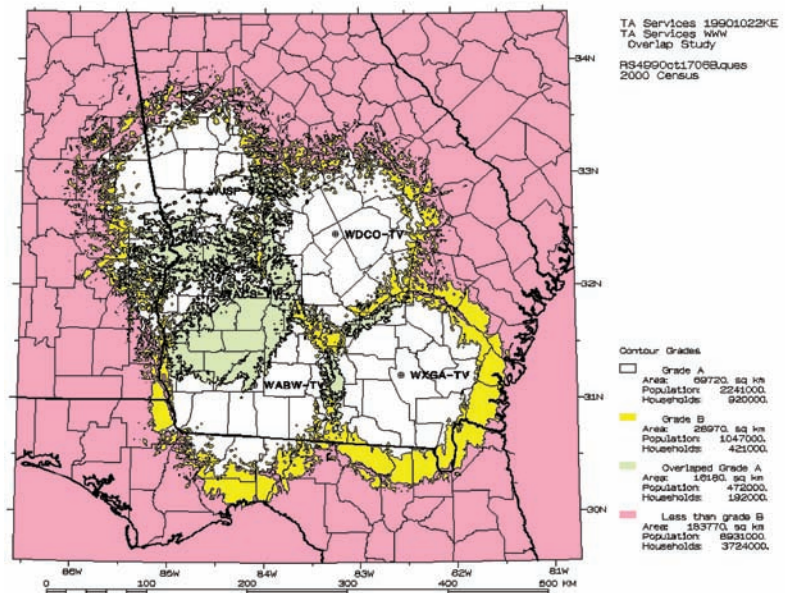 TA Services 19901022KE
TA Services WWW
Overlap Study
RS4990ct1706B.ques
2000 Census
34N
33N
32N
31N
30N
WJSP
WDCO-TV
WABW-TV
WXGA-TV
Contour Grades
Grade A
Area: 69720. sq km
Population: 2241000.
Households: 920000.
Grade B
Area: 28970. sq km
Population: 1047000.
Households: 421000.
Overlaped Grade A
Area: 16180. sq km
Population: 472000.
Households: 192000.
Less than grade B
Area: 183770. sq km
Population: 8931000.
Households: 3724000.
86W 85W 84W 83W 82W 81W
0 100 200 300 400 500 KM